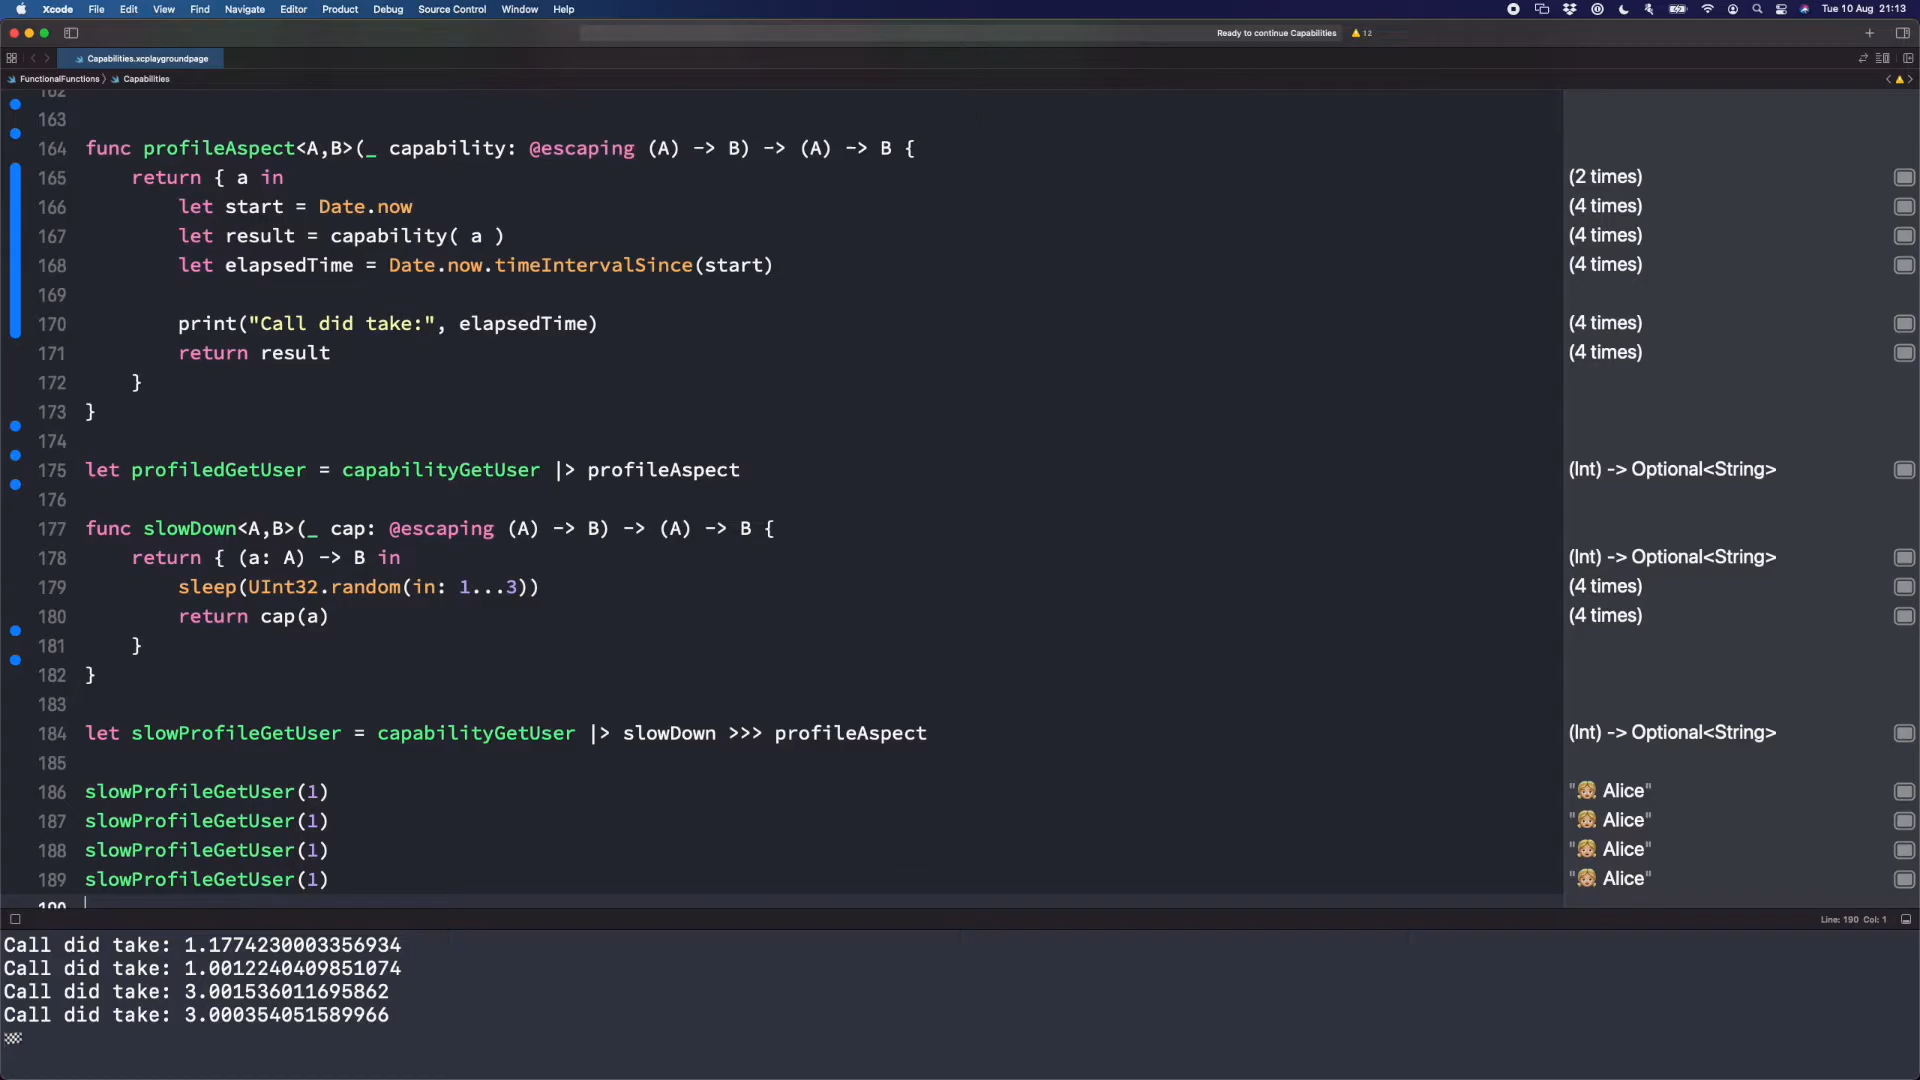 Xcode File Edit View Find Navigate Editor Product Debug Source Control Window Help Tue 10 Aug 21:13
Ready to continue Capabilities 12
Capabilities.xcplaygroundpage
FunctionalFunctions Capabilities
162
163
164 func profileAspect<A,B>(_ capability: @escaping (A) -> B) -> (A) -> B {
165 return { a in (2 times)
166 let start = Date.now (4 times)
167 let result = capability( a ) (4 times)
168 let elapsedTime = Date.now.timeIntervalSince(start) (4 times)
169
170 print("Call did take:", elapsedTime) (4 times)
171 return result (4 times)
172 }
173 }
174
175 let profiledGetUser = capabilityGetUser |> profileAspect (Int) -> Optional<String>
176
177 func slowDown<A,B>(_ cap: @escaping (A) -> B) -> (A) -> B {
178 return { (a: A) -> B in (Int) -> Optional<String>
179 sleep(UInt32.random(in: 1...3)) (4 times)
180 return cap(a) (4 times)
181 }
182 }
183
184 let slowProfileGetUser = capabilityGetUser |> slowDown >>> profileAspect (Int) -> Optional<String>
185
186 slowProfileGetUser(1) "👧🏼 Alice"
187 slowProfileGetUser(1) "👧🏼 Alice"
188 slowProfileGetUser(1) "👧🏼 Alice"
189 slowProfileGetUser(1) "👧🏼 Alice"
190
Line: 190 Col: 1
Call did take: 1.1774230003356934
Call did take: 1.0012240409851074
Call did take: 3.001536011695862
Call did take: 3.000354051589966